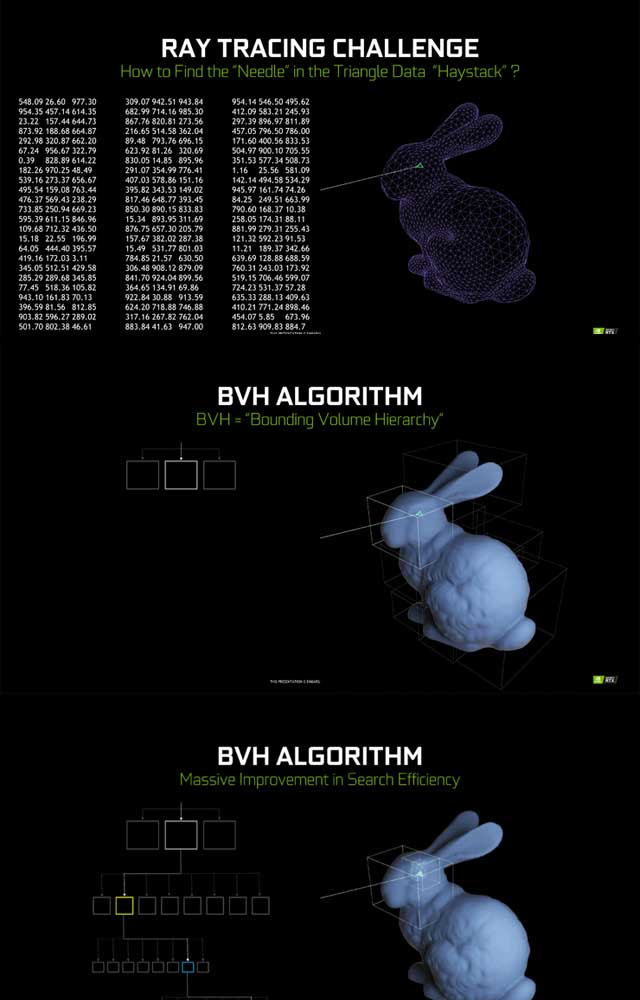 RAY TRACING CHALLENGE
How to Find the "Needle" in the Triangle Data "Haystack" ?
548.09 26.60 977.30 309.07 942.51 943.84 954.14 546.50 495.62
954.35 457.14 614.35 682.99 714.16 985.30 412.09 583.21 245.93
23.22 157.44 644.73 867.76 820.81 273.56 297.39 896.97 811.89
873.92 188.68 664.87 216.65 514.58 362.04 457.05 796.50 786.00
292.98 320.87 662.20 89.48 793.76 696.15 171.60 400.56 833.53
67.24 956.67 322.79 623.92 81.26 320.69 504.97 900.10 705.55
0.39 828.89 614.22 830.05 14.85 895.96 351.53 577.34 508.73
182.26 970.25 48.49 291.07 354.99 776.41 1.16 25.56 581.09
539.16 273.37 656.67 407.03 578.86 151.16 142.14 494.58 534.29
495.54 159.08 763.44 395.82 343.53 149.02 945.97 161.74 74.26
476.37 569.43 238.29 817.46 648.77 393.45 84.25 249.51 663.99
733.85 250.94 669.23 850.30 890.15 833.83 790.60 168.37 10.38
595.39 611.15 846.96 15.34 893.95 311.69 258.05 174.31 88.11
109.68 712.32 436.50 876.75 657.30 205.79 881.99 279.31 255.43
15.18 22.55 196.99 157.67 382.02 287.38 121.32 592.23 91.53
64.05 444.40 395.57 15.49 531.77 801.03 11.21 189.37 342.66
419.16 172.03 3.11 784.85 21.57 630.50 639.69 128.88 688.59
345.05 512.51 429.58 306.48 908.12 879.09 760.31 243.03 173.92
285.29 289.68 345.85 841.70 924.04 899.56 519.15 706.46 599.07
77.45 518.36 105.82 364.65 134.91 69.86 724.23 531.37 57.28
943.10 161.83 70.13 922.84 30.88 913.59 635.33 288.13 409.63
396.59 81.56 812.85 624.20 718.88 746.88 410.21 771.24 898.46
903.82 596.27 289.02 317.16 267.82 762.04 454.07 5.85 673.96
501.70 802.38 46.61 883.84 41.63 947.00 812.63 909.83 884.7
BVH ALGORITHM
BVH = "Bounding Volume Hierarchy"
BVH ALGORITHM
Massive Improvement in Search Efficiency